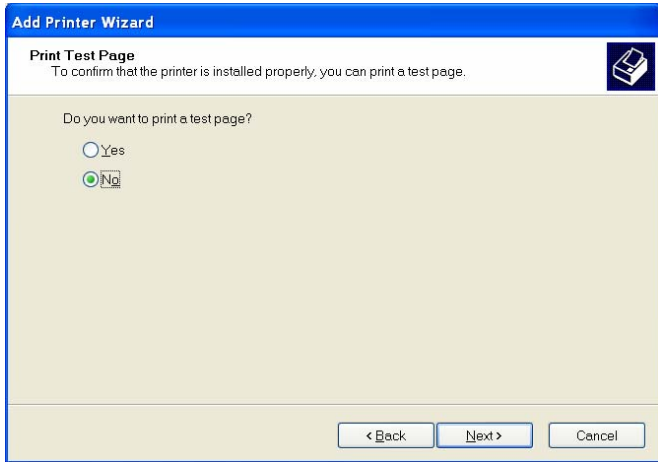 Add Printer Wizard
Print Test Page
To confirm that the printer is installed properly, you can print a test page.
Do you want to print a test page?
Yes
No
< Back
Next >
Cancel